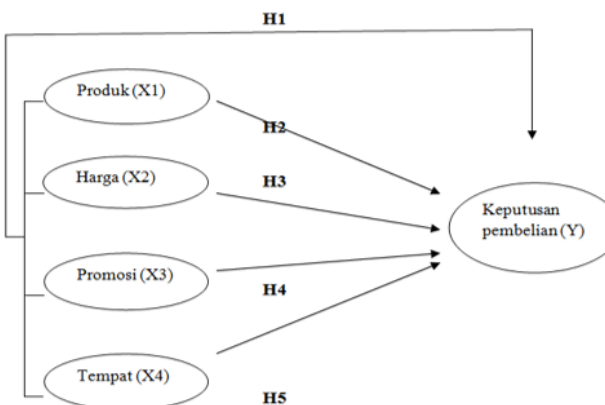 H1
Produk (X1)
H2
Harga (X2)
H3
Keputusan
pembelian (Y)
Promosi (X3)
H4
Tempat (X4)
H5